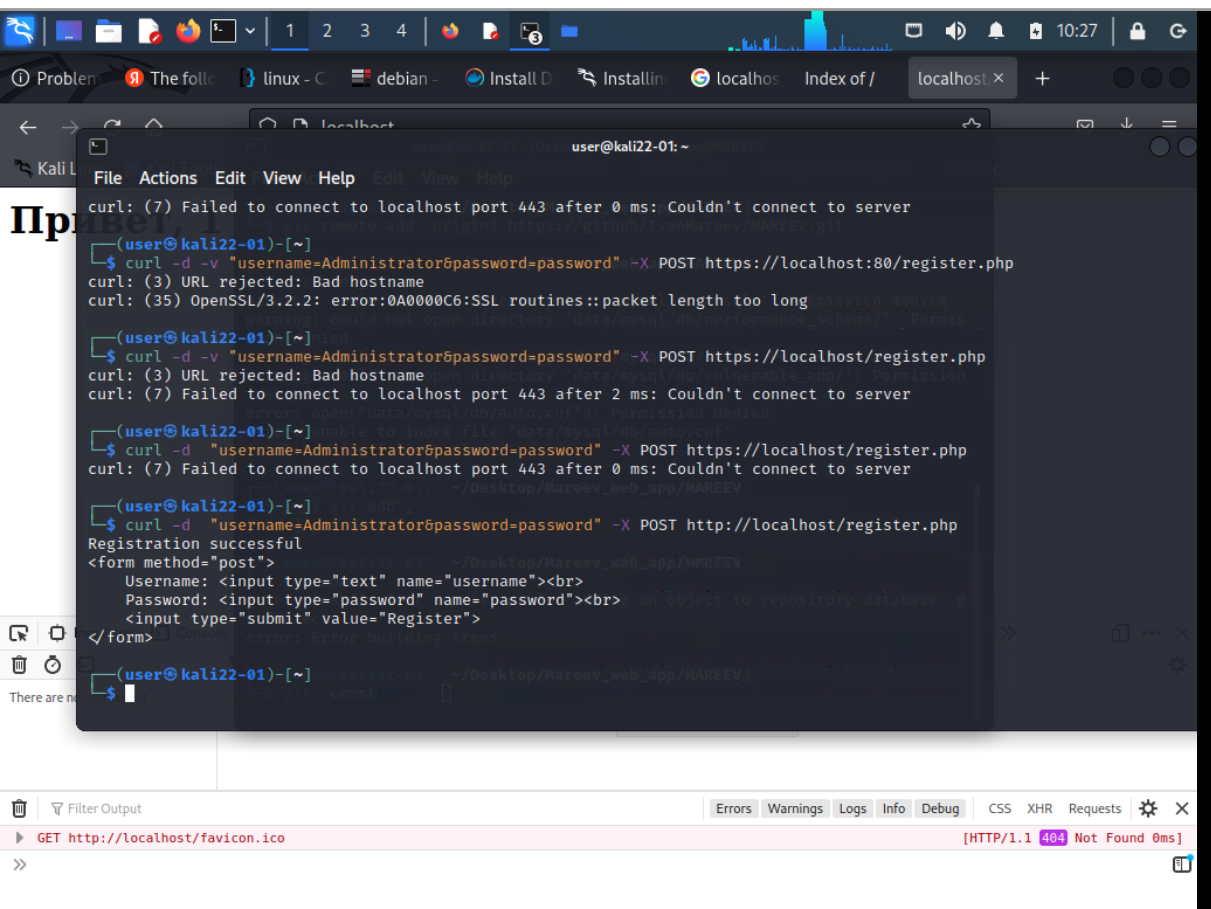 1 2 3 4 10:27
Problem The follo linux - C debian - Install D Installin localhos Index of / localhost
localhost
user@kali22-01: ~
Kali L
File Actions Edit View Help
Привет, 1
curl: (7) Failed to connect to localhost port 443 after 0 ms: Couldn't connect to server
┌──(user㉿kali22-01)-[~]
└─$ curl -d -v "username=Administrator&password=password" -X POST https://localhost:80/register.php
curl: (3) URL rejected: Bad hostname
curl: (35) OpenSSL/3.2.2: error:0A0000C6:SSL routines::packet length too long
┌──(user㉿kali22-01)-[~]
└─$ curl -d -v "username=Administrator&password=password" -X POST https://localhost/register.php
curl: (3) URL rejected: Bad hostname
curl: (7) Failed to connect to localhost port 443 after 2 ms: Couldn't connect to server
┌──(user㉿kali22-01)-[~]
└─$ curl -d  "username=Administrator&password=password" -X POST https://localhost/register.php
curl: (7) Failed to connect to localhost port 443 after 0 ms: Couldn't connect to server
┌──(user㉿kali22-01)-[~]
└─$ curl -d  "username=Administrator&password=password" -X POST http://localhost/register.php
Registration successful
<form method="post">
    Username: <input type="text" name="username"><br>
    Password: <input type="password" name="password"><br>
    <input type="submit" value="Register">
</form>
┌──(user㉿kali22-01)-[~]
└─$
There are n
Filter Output Errors Warnings Logs Info Debug CSS XHR Requests
GET http://localhost/favicon.ico [HTTP/1.1 404 Not Found 0ms]